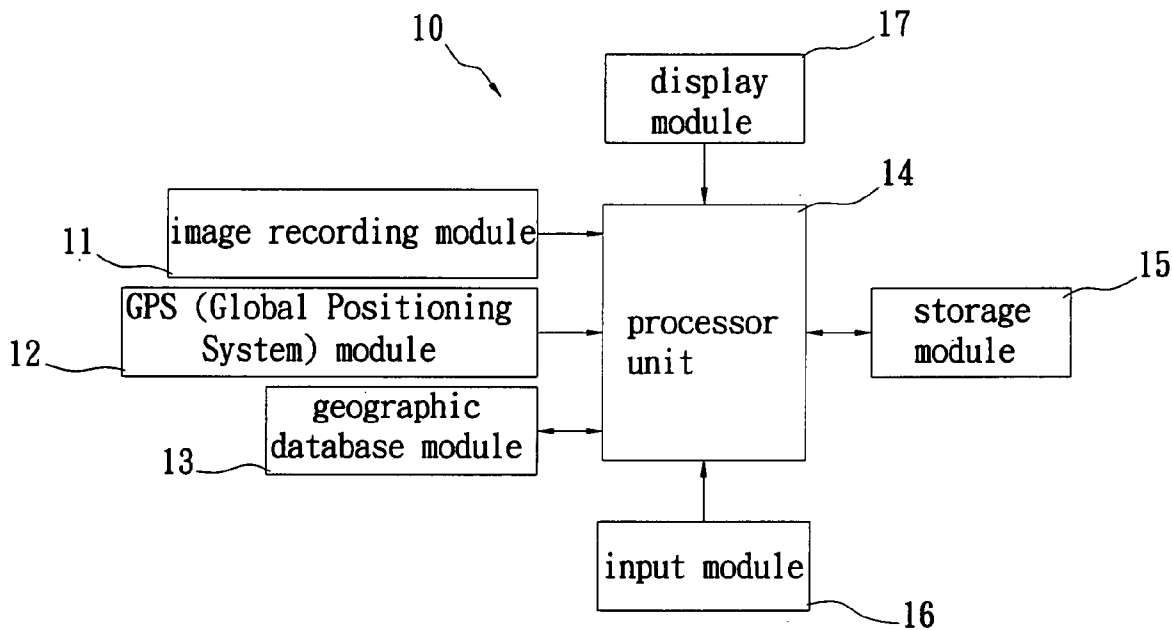 10
17
display
module
14
image recording module
11
15
GPS (Global Positioning
System) module
12
processor
unit
storage
module
geographic
database module
13
input module
16